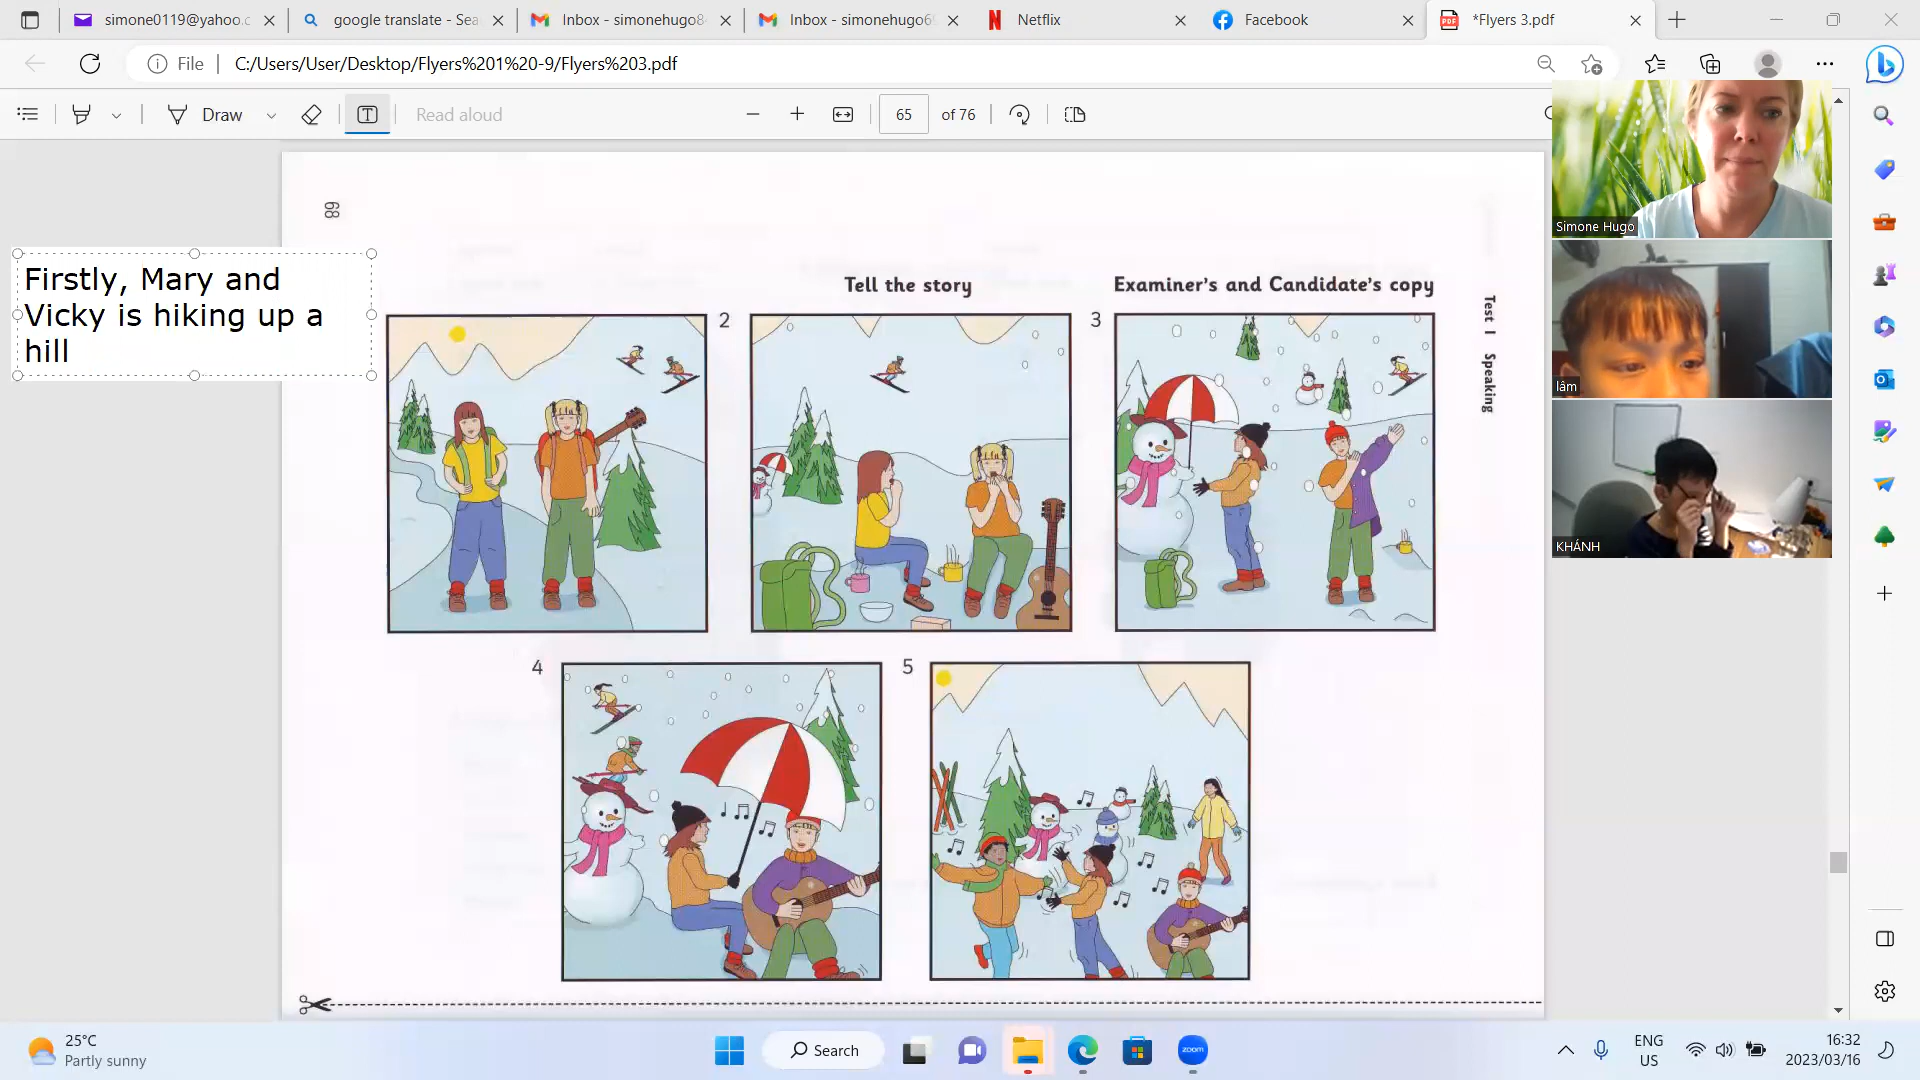 simone0119@yahoo.c
google translate - Sea
Inbox - simonehugo8
Inbox - simonehugo6
Netflix
Facebook
*Flyers 3.pdf
File
C:/Users/User/Desktop/Flyers%201%20-9/Flyers%203.pdf
Draw
Read aloud
65
of 76
68
Firstly, Mary and
Vicky is hiking up a
hill
Tell the story
Examiner's and Candidate's copy
Test 1 Speaking
2
3
4
5
Simone Hugo
lâm
KHÁNH
25°C
Partly sunny
Search
zoom
ENG
US
16:32
2023/03/16